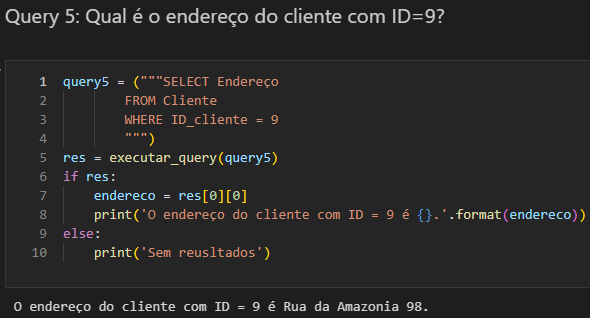 Query 5: Qual é o endereço do cliente com ID=9?
1 query5 = ("""SELECT Endereço
2 FROM Cliente
3 WHERE ID_cliente = 9
4 """)
5 res = executar_query(query5)
6 if res:
7 endereco = res[0][0]
8 print('O endereço do cliente com ID = 9 é {}.'.format(endereco))
9 else:
10 print('Sem reusltados')
O endereço do cliente com ID = 9 é Rua da Amazonia 98.